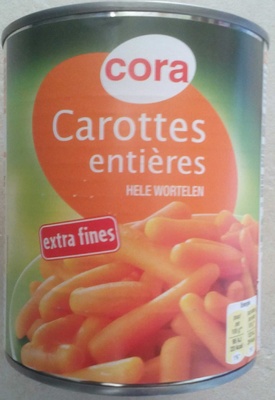 cora
Carottes
entières
HELE WORTELEN
extra fines